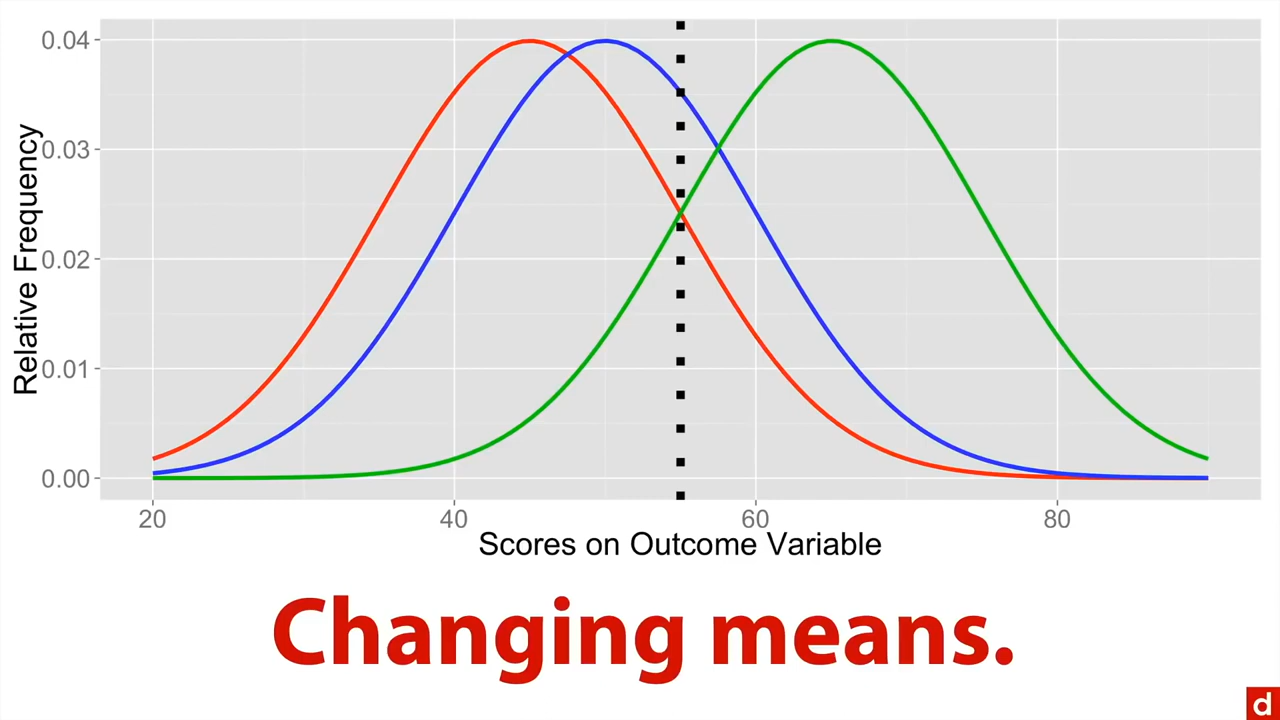 0.04
0.03
0.02
0.01
0.00
Relative Frequency
20 40 60 80
Scores on Outcome Variable
Changing means.
d